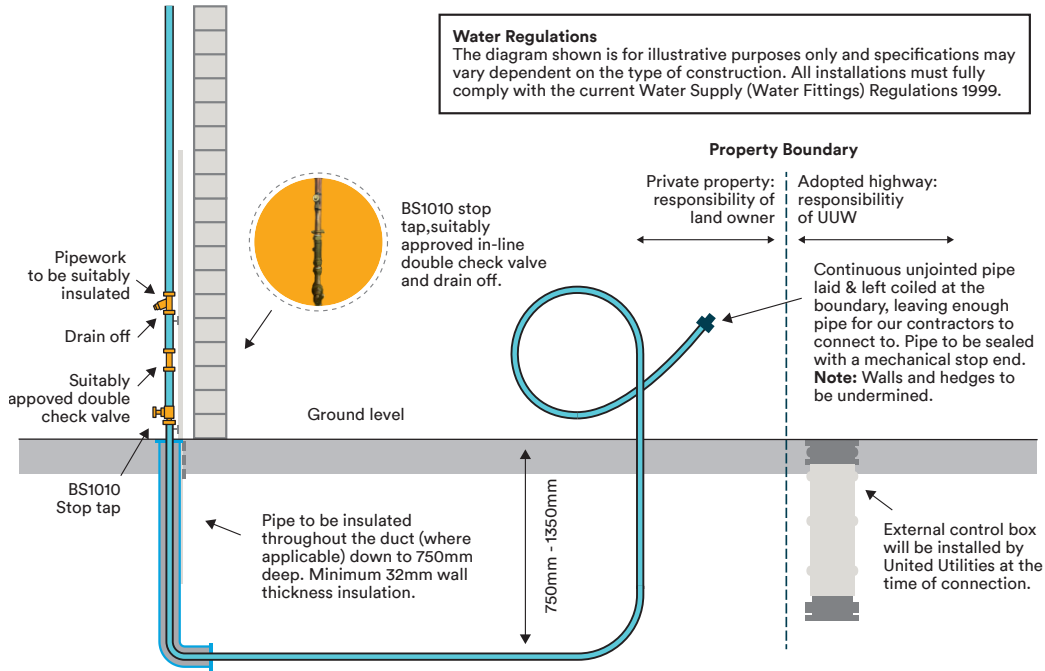 Water Regulations
The diagram shown is for illustrative purposes only and specifications may
vary dependent on the type of construction. All installations must fully
comply with the current Water Supply (Water Fittings) Regulations 1999.
Property Boundary
Private property:
responsibility of
land owner
Adopted highway:
responsibilitiy
of UUW
BS1010 stop
tap,suitably
approved in-line
double check valve
and drain off.
Pipework
to be suitably
insulated
Drain off
Suitably
appoved double
check valve
BS1010
Stop tap
Continuous unjointed pipe
laid & left coiled at the
boundary, leaving enough
pipe for our contractors to
connect to. Pipe to be sealed
with a mechanical stop end.
Note: Walls and hedges to
be undermined.
Ground level
Pipe to be insulated
throughout the duct (where
applicable) down to 750mm
deep. Minimum 32mm wall
thickness insulation.
750mm - 1350mm
External control box
will be installed by
United Utilities at the
time of connection.